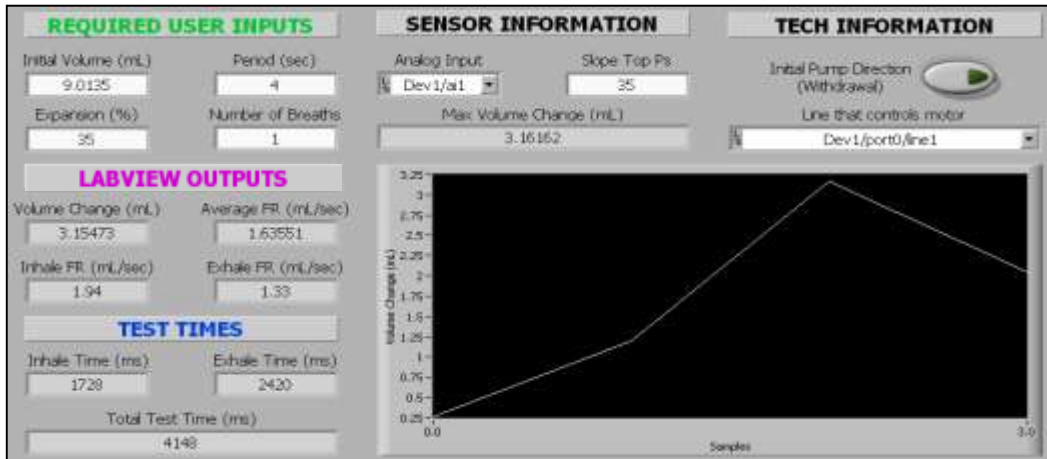 REQUIRED USER INPUTS
Initial Volume (mL)
Period (sec)
9.0135
4
Expansion (%)
Number of Breaths
35
1
LABVIEW OUTPUTS
Volume Change (mL)
Average FR (mL/sec)
3.15473
1.63551
Inhale FR (mL/sec)
Exhale FR (mL/sec)
1.94
1.33
TEST TIMES
Inhale Time (ms)
Exhale Time (ms)
1728
2420
Total Test Time (ms)
4148
SENSOR INFORMATION
Analog Input
Slope Top Ps
Dev1/ai1
35
Max Volume Change (mL)
3.16162
TECH INFORMATION
Initial Pump Direction
(Withdrawal)
Line that controls motor
Dev1/port0/line1
Volume Change (mL)
3.25
3
2.75
2.5
2.25
2
1.75
1.5
1.25
1
0.75
0.5
0.25
0.0
3.0
Samples